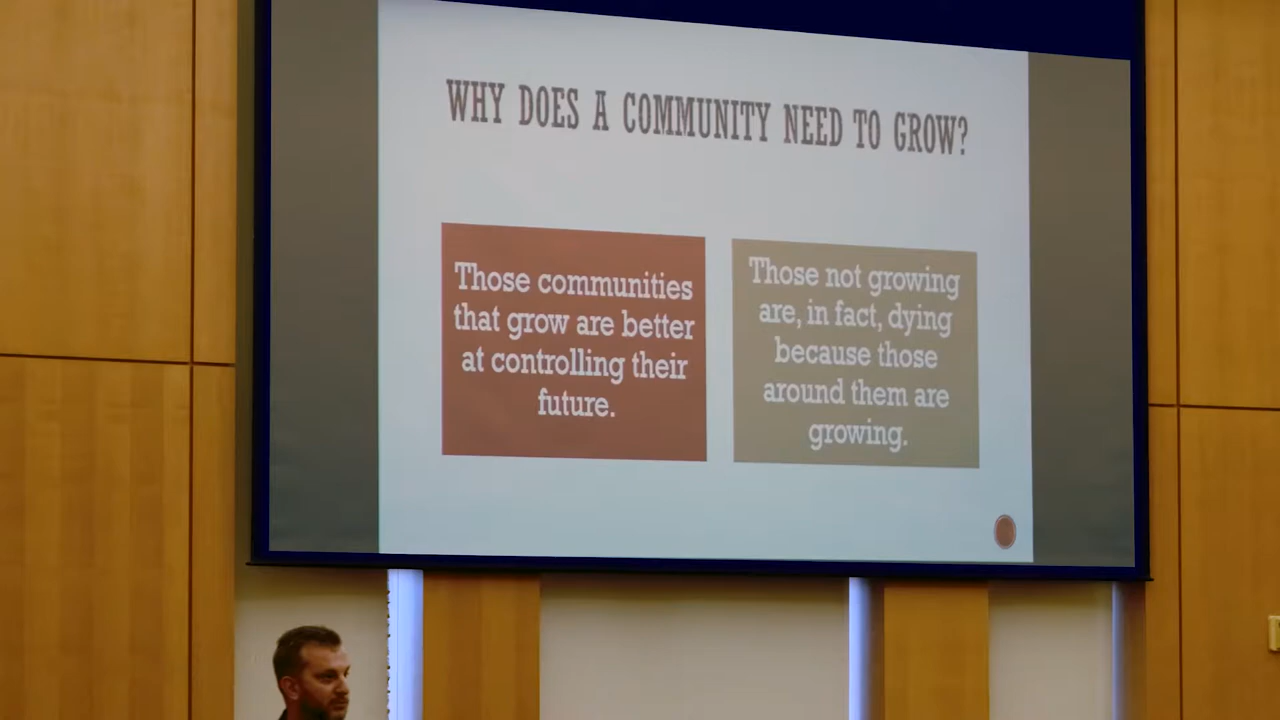 WHY DOES A COMMUNITY NEED TO GROW?
Those communities
that grow are better
at controlling their
future.
Those not growing
are, in fact, dying
because those
around them are
growing.